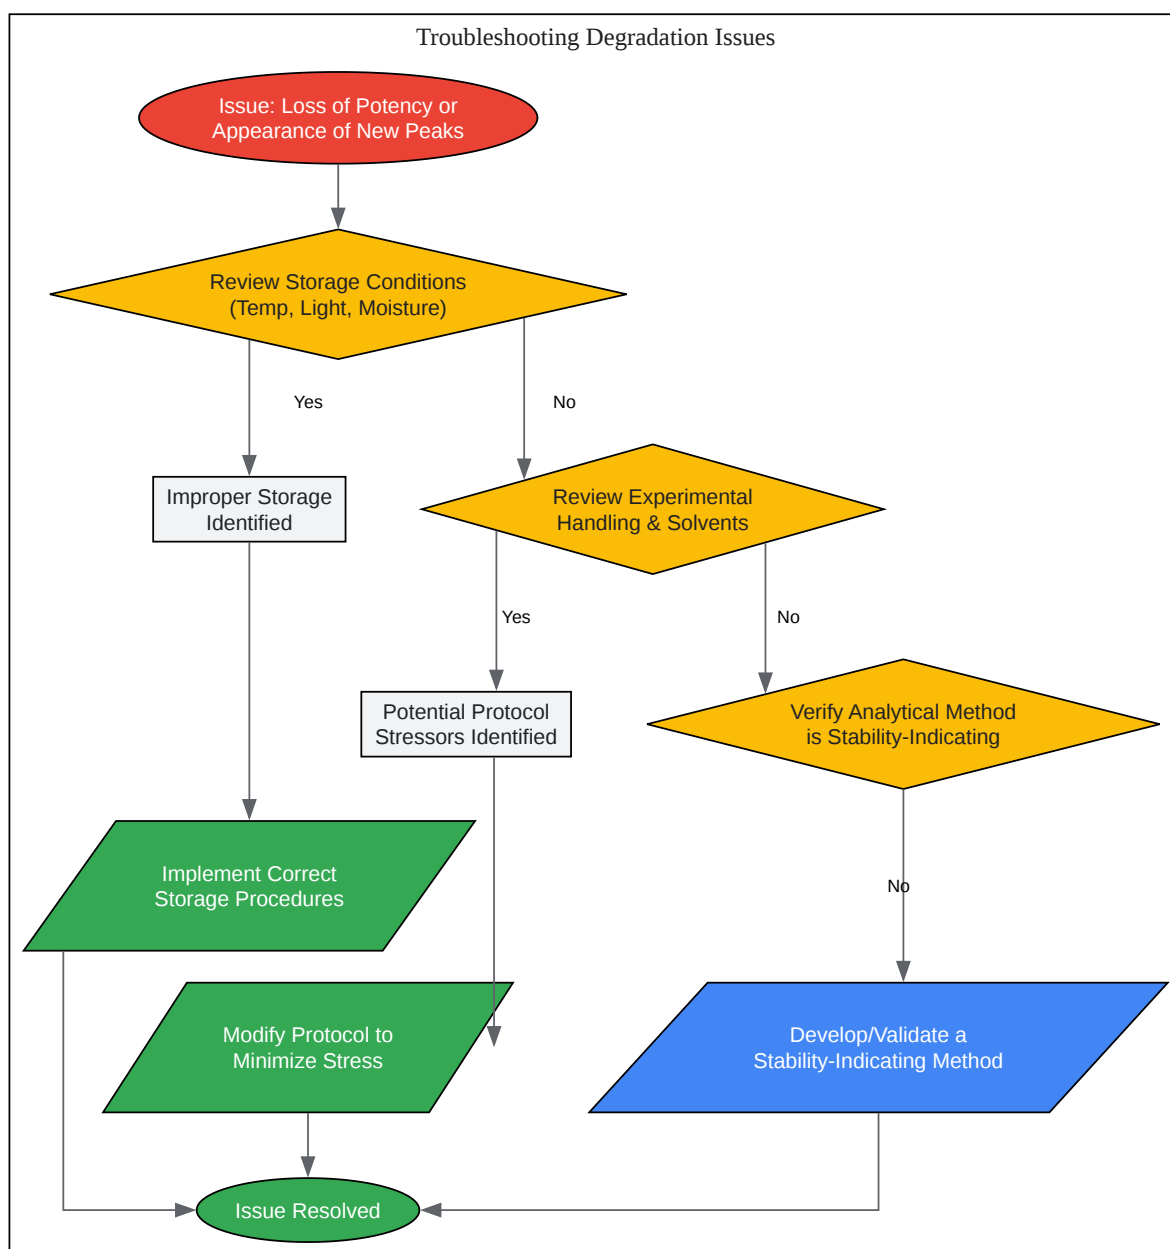 Troubleshooting Degradation Issues
Issue: Loss of Potency or
Appearance of New Peaks
Review Storage Conditions
(Temp, Light, Moisture)
Yes
No
Improper Storage
Identified
Review Experimental
Handling & Solvents
Yes
No
Potential Protocol
Stressors Identified
Verify Analytical Method
is Stability-Indicating
Implement Correct
Storage Procedures
No
Modify Protocol to
Minimize Stress
Develop/Validate a
Stability-Indicating Method
Issue Resolved